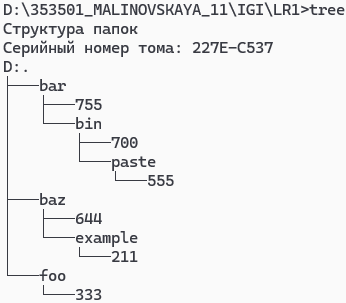 D:\353501_MALINOVSKAYA_11\IGI\LR1>tree
Структура папок
Серийный номер тома: 227E-C537
D:.
├───bar
│   ├───755
│   └───bin
│       ├───700
│       └───paste
│           └───555
├───baz
│   ├───644
│   └───example
│       └───211
└───foo
    └───333